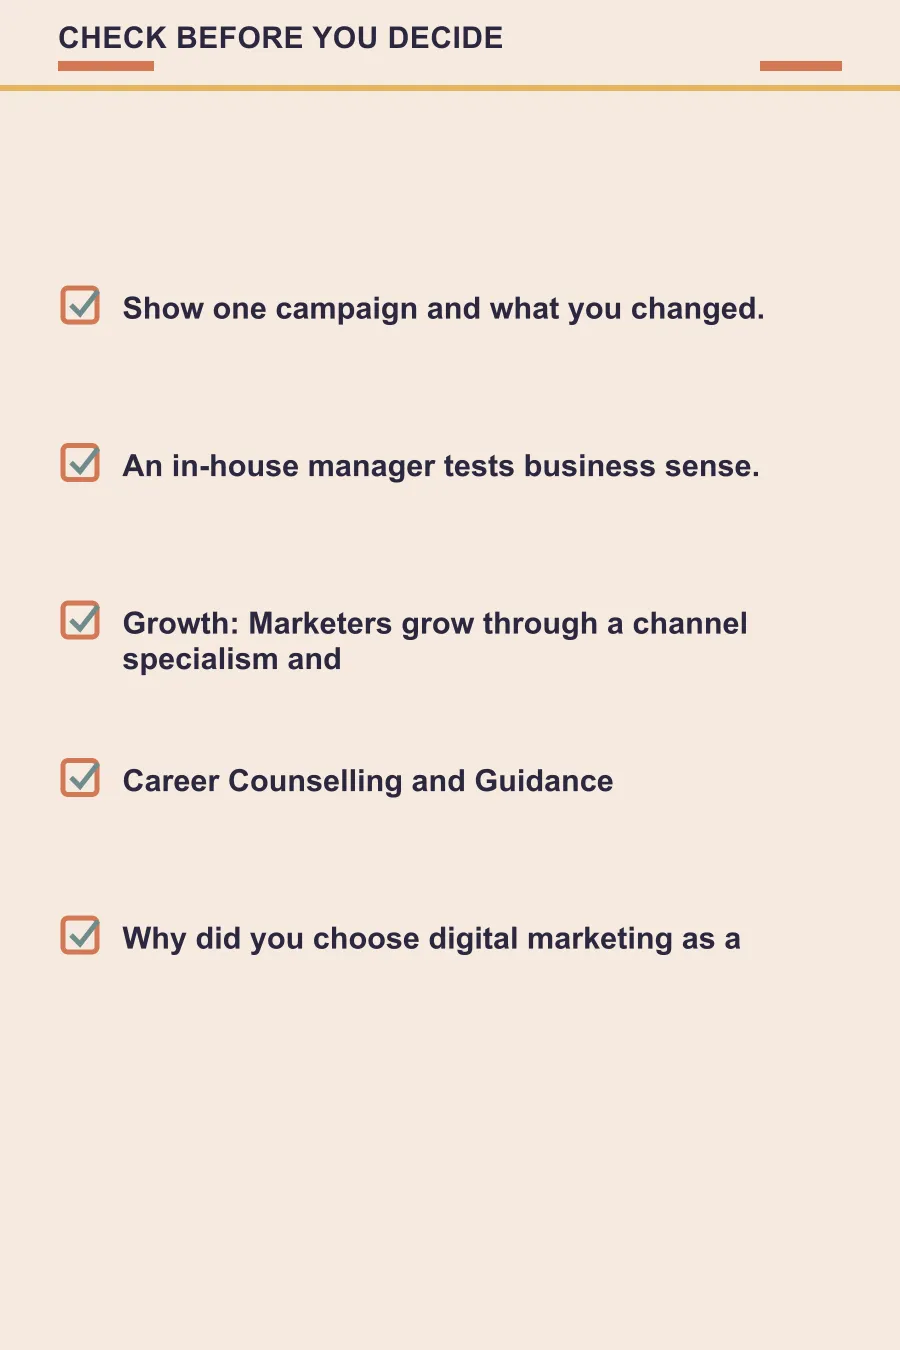 CHECK BEFORE YOU DECIDE
Show one campaign and what you changed.
An in-house manager tests business sense.
Growth: Marketers grow through a channel
specialism and
Career Counselling and Guidance
Why did you choose digital marketing as a